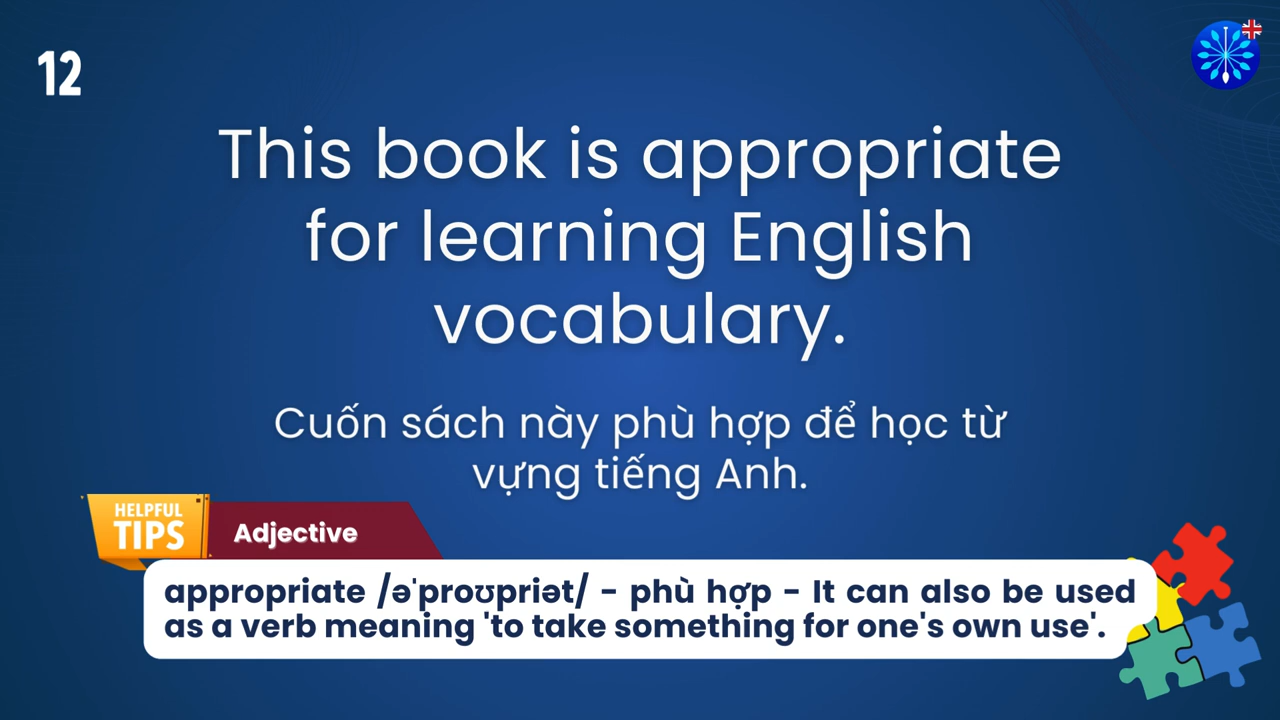 12
This book is appropriate
for learning English
vocabulary.
Cuốn sách này phù hợp để học từ
vựng tiếng Anh.
HELPFUL
TIPS
Adjective
appropriate /əˈproʊpriət/ - phù hợp - It can also be used
as a verb meaning 'to take something for one's own use'.